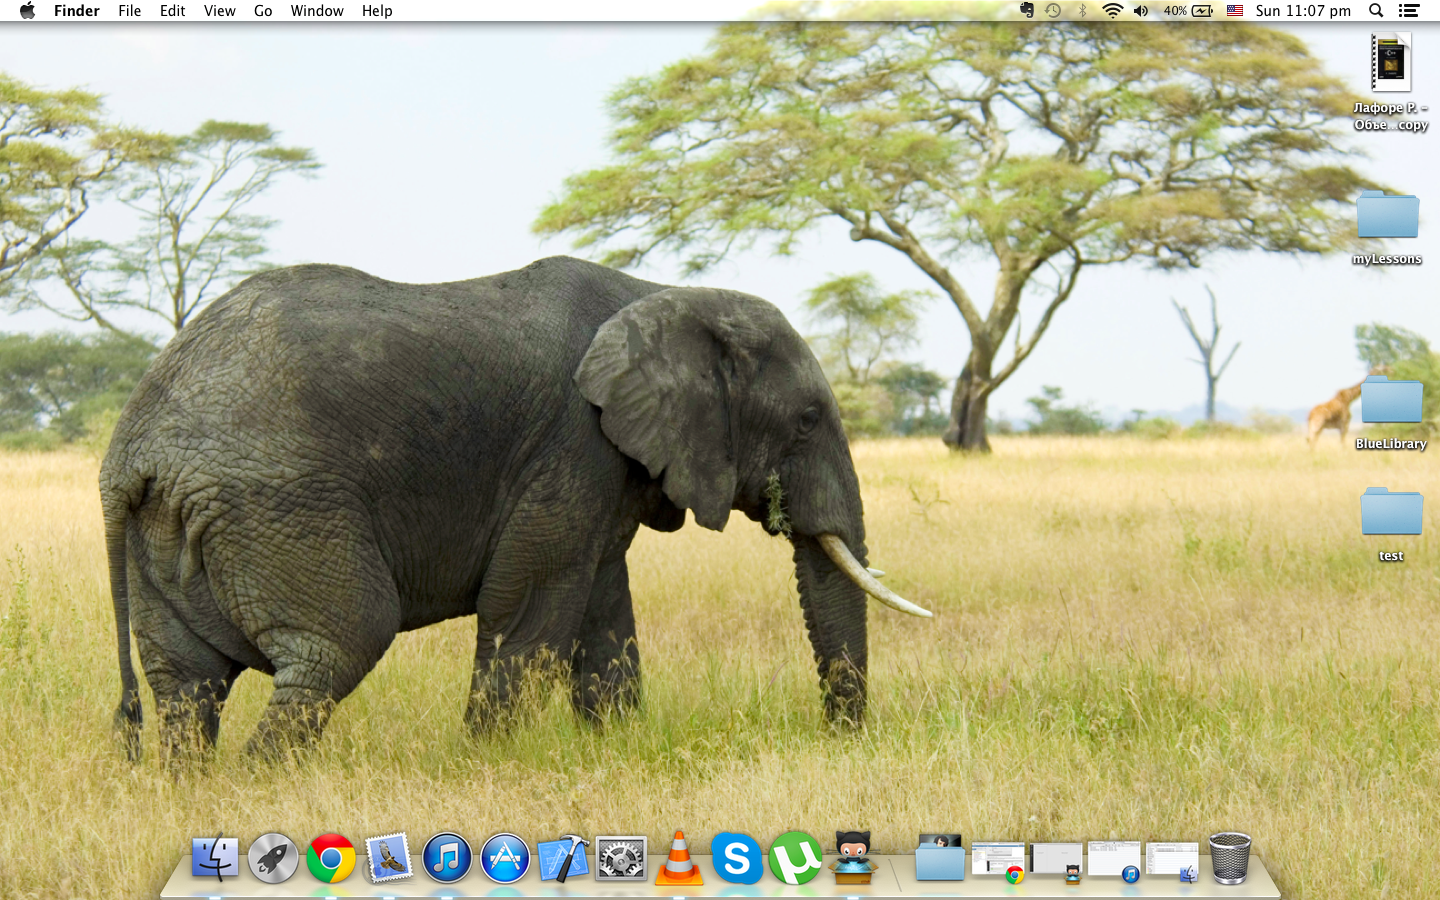 Finder File Edit View Go Window Help 40% Sun 11:07 pm
Лафоре Р. –
Объе...copy
myLessons
BlueLibrary
test